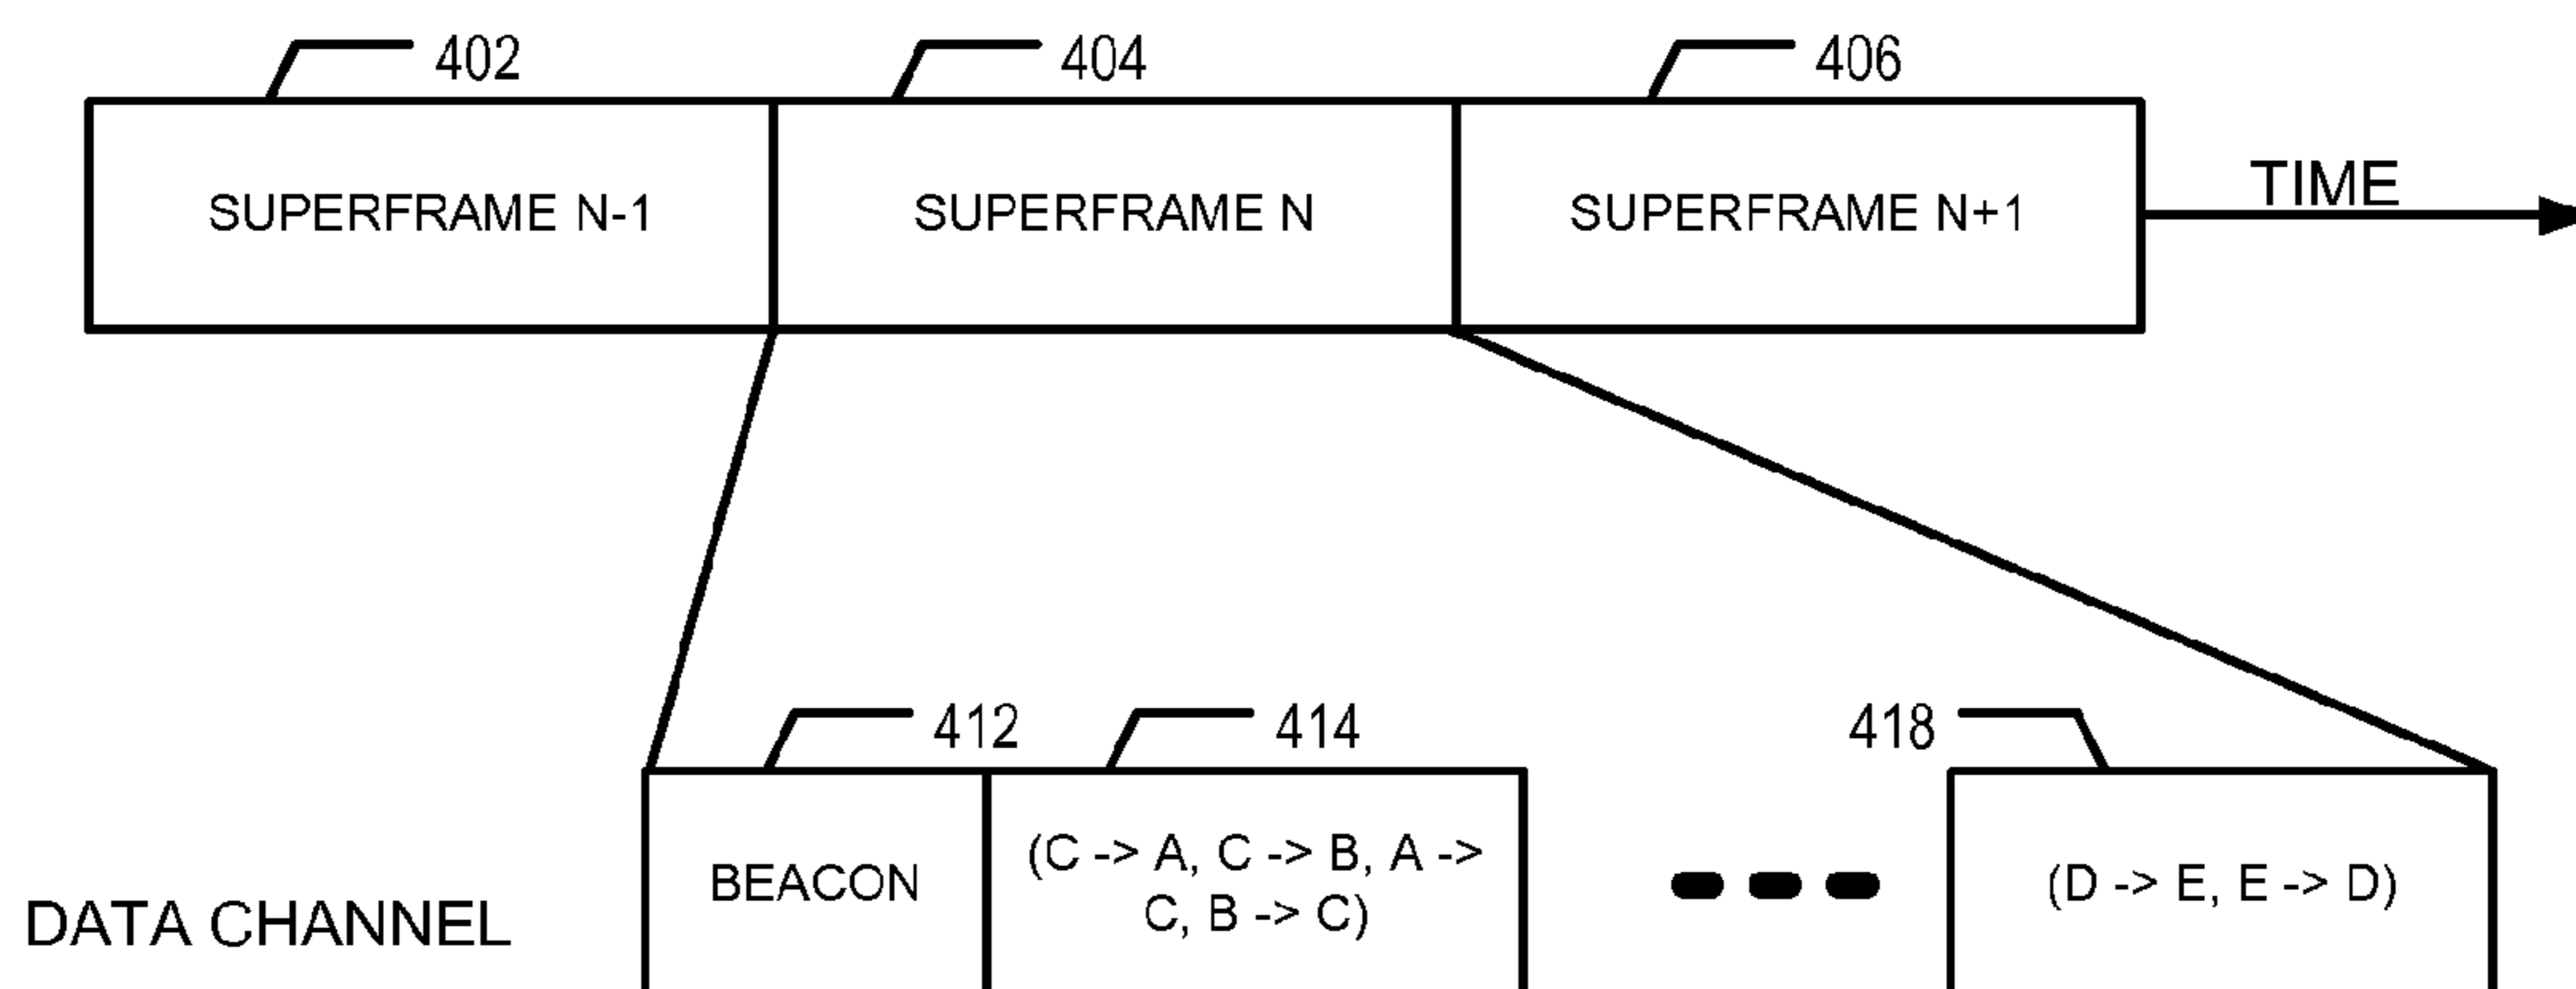 402
404
406
SUPERFRAME N-1
SUPERFRAME N
SUPERFRAME N+1
TIME
412
414
418
DATA CHANNEL
BEACON
(C -> A, C -> B, A ->
C, B -> C)
(D -> E, E -> D)